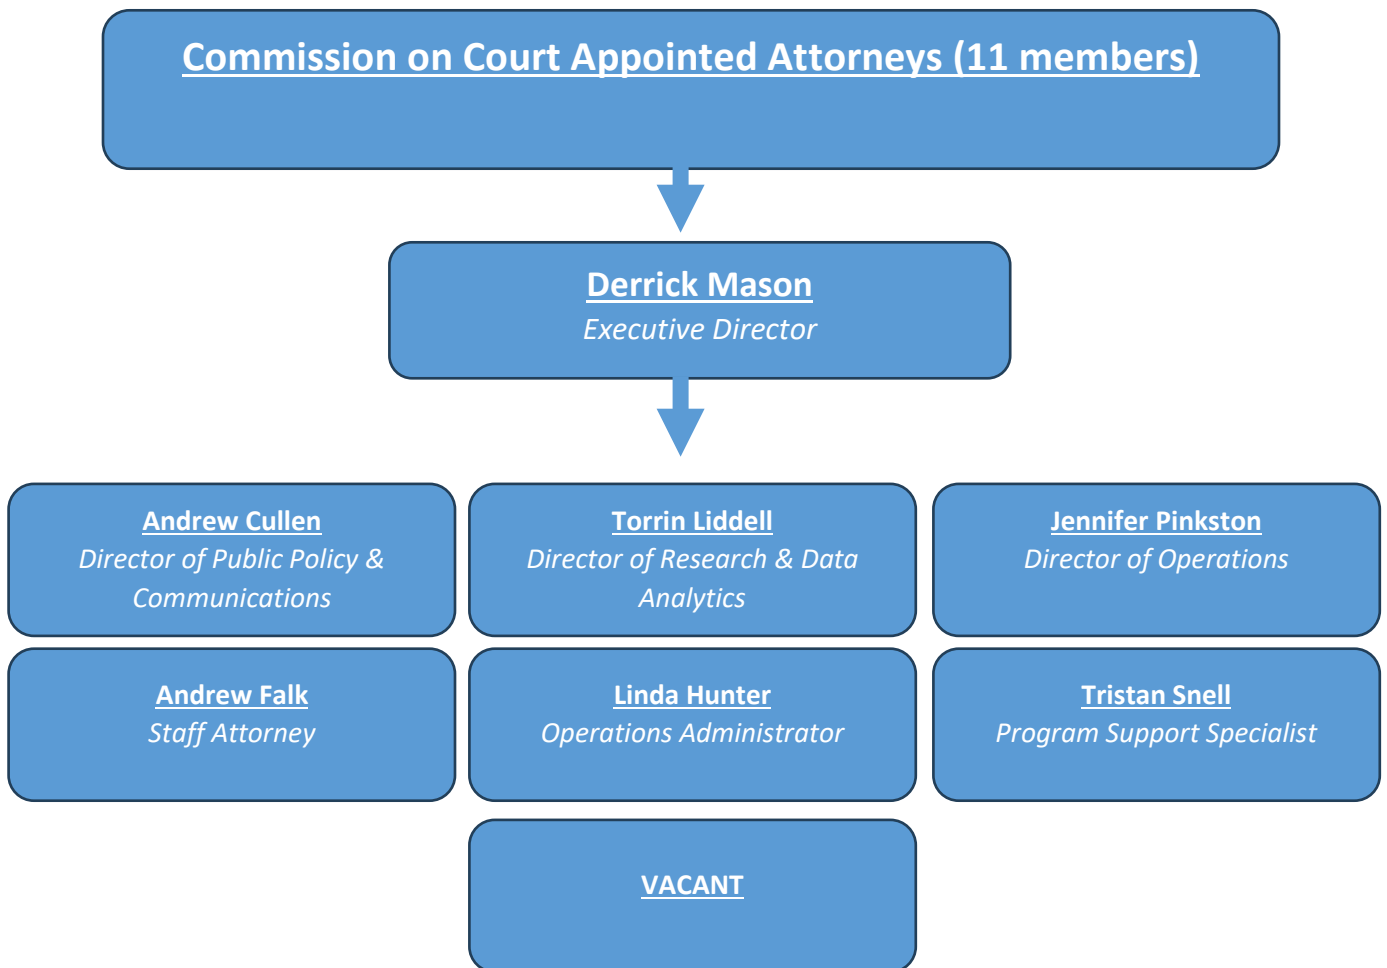 Commission on Court Appointed Attorneys (11 members)
Derrick Mason
Executive Director
Andrew Cullen
Director of Public Policy &
Communications
Torrin Liddell
Director of Research & Data
Analytics
Jennifer Pinkston
Director of Operations
Andrew Falk
Staff Attorney
Linda Hunter
Operations Administrator
Tristan Snell
Program Support Specialist
VACANT